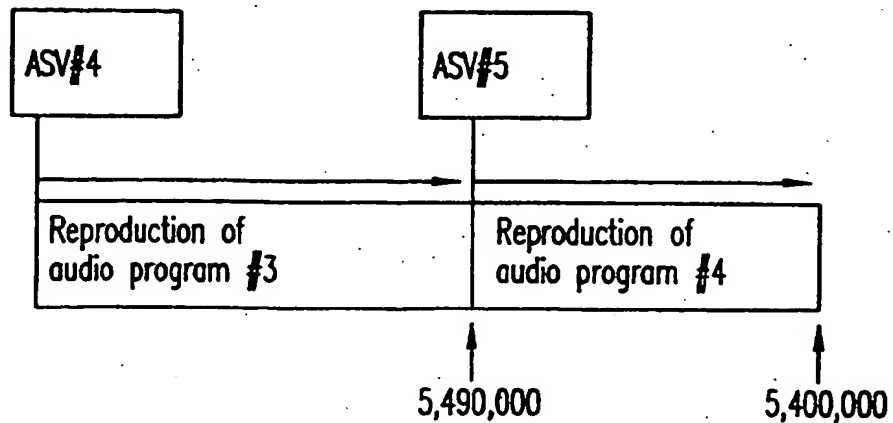 ASV#4
ASV#5
Reproduction of
audio program #3
Reproduction of
audio program #4
5,490,000
5,400,000